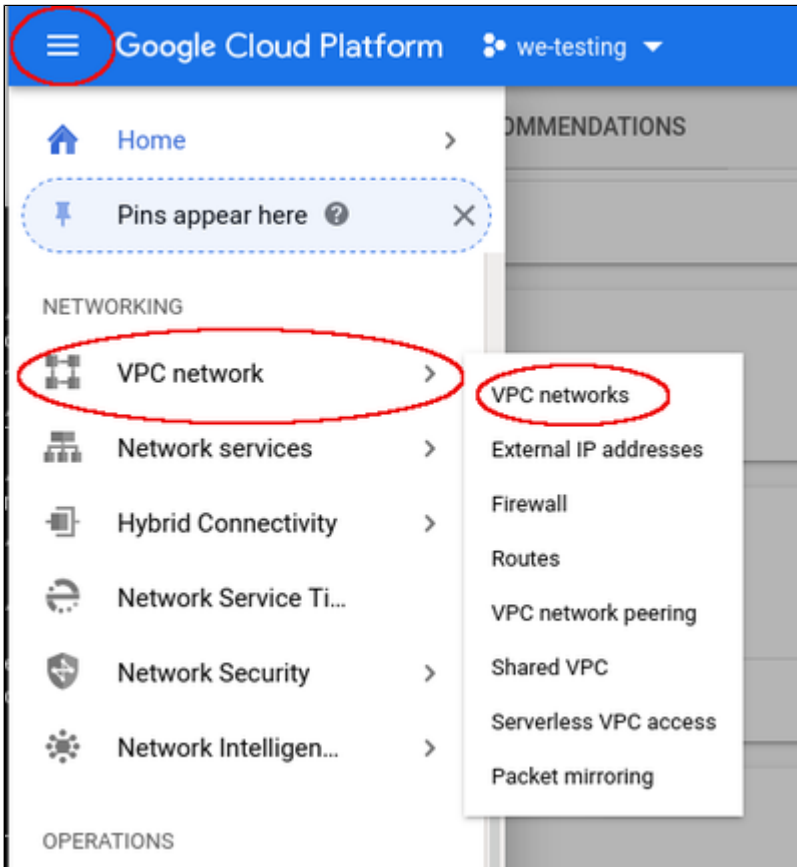 Google Cloud Platform we-testing
OMMENDATIONS
Home
Pins appear here ?
NETWORKING
VPC network
Network services
Hybrid Connectivity
Network Service Ti...
Network Security
Network Intelligen...
OPERATIONS
VPC networks
External IP addresses
Firewall
Routes
VPC network peering
Shared VPC
Serverless VPC access
Packet mirroring